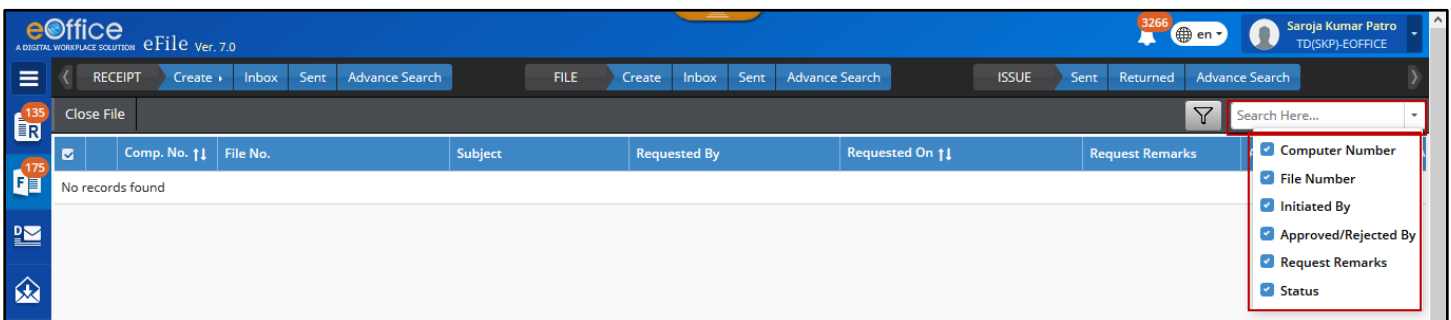 eOffice
A DIGITAL WORKPLACE SOLUTION eFile Ver. 7.0
3266
en
Saroja Kumar Patro
TD(SKP)-EOFFICE
RECEIPT Create Inbox Sent Advance Search FILE Create Inbox Sent Advance Search ISSUE Sent Returned Advance Search
135
R
Close File
Search Here...
Comp. No. File No. Subject Requested By Requested On Request Remarks A
175
F
No records found
D
Computer Number
File Number
Initiated By
Approved/Rejected By
Request Remarks
Status